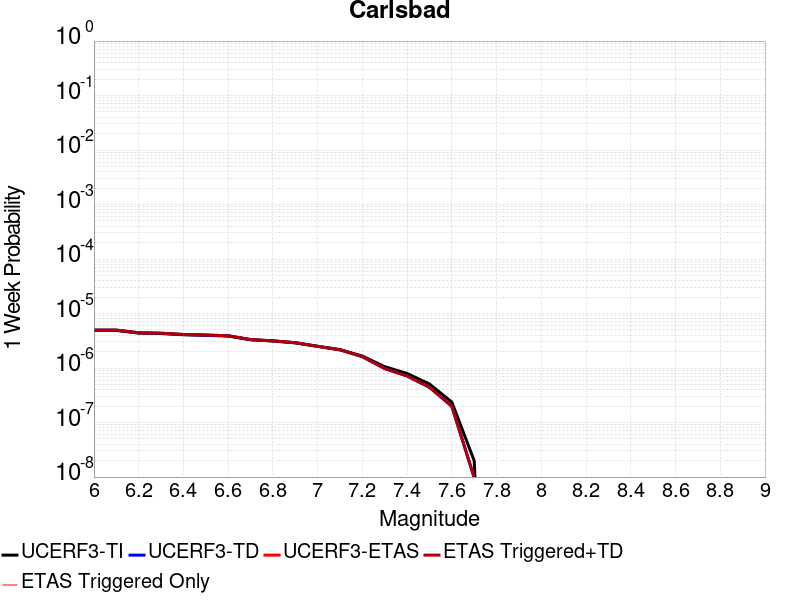 Carlsbad
1 Week Probability
10^0
10^-1
10^-2
10^-3
10^-4
10^-5
10^-6
10^-7
10^-8
6 6.2 6.4 6.6 6.8 7 7.2 7.4 7.6 7.8 8 8.2 8.4 8.6 8.8 9
Magnitude
UCERF3-TI UCERF3-TD UCERF3-ETAS ETAS Triggered+TD
ETAS Triggered Only